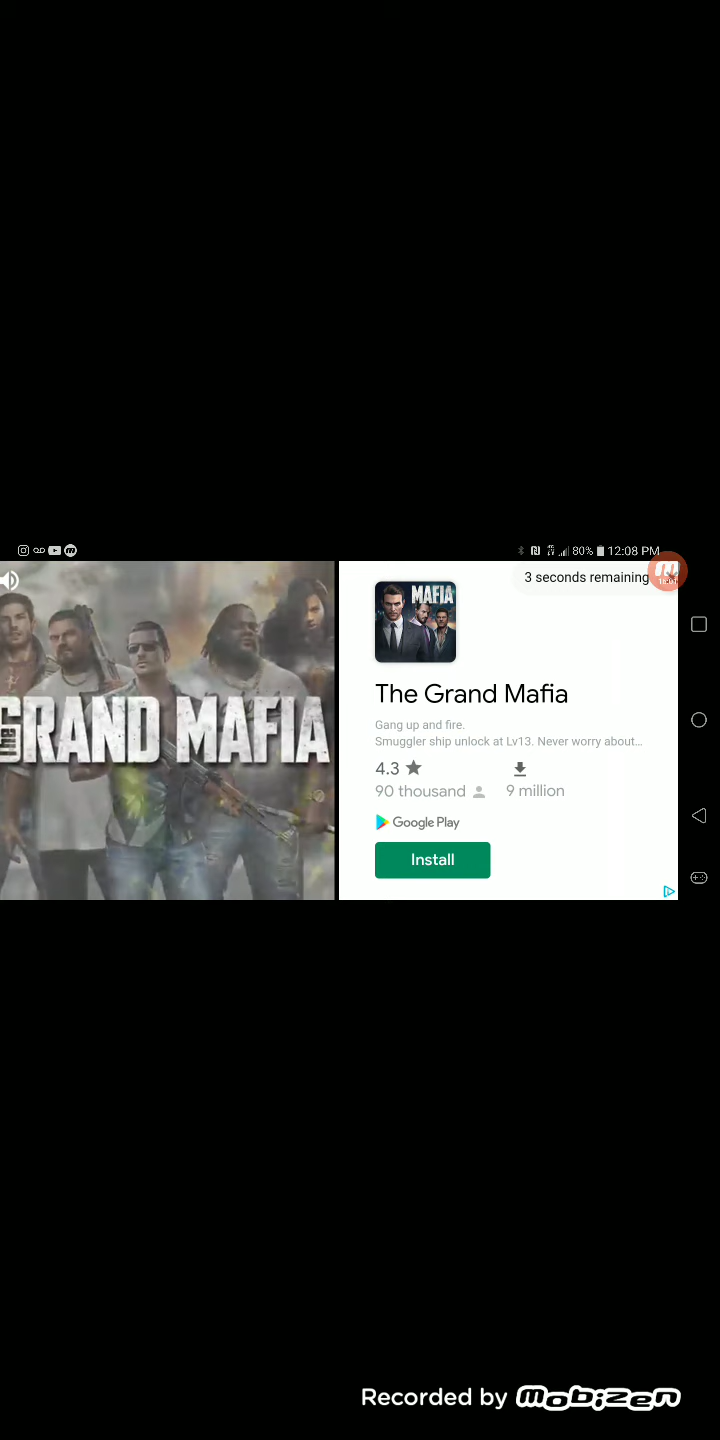 80% 12:08 PM
3 seconds remaining
MAFIA
The GRAND MAFIA
The Grand Mafia
Gang up and fire.
Smuggler ship unlock at Lv13. Never worry about...
4.3
90 thousand 9 million
Google Play
Install
Recorded by mobizen